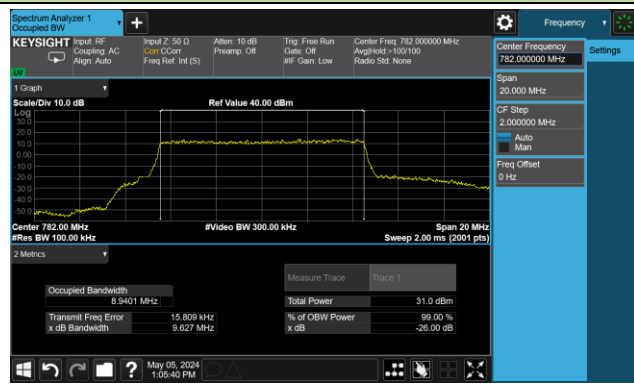 Spectrum Analyzer 1
Occupied BW
Frequency
KEYSIGHT
Input: RF
Coupling: AC
Align: Auto
Input Z: 50 Ω
Corr CCorr
Freq Ref: Int (S)
Atten: 10 dB
Preamp: Off
Trig: Free Run
Gate: Off
#IF Gain: Low
Center Freq: 782.000000 MHz
Avg|Hold:>100/100
Radio Std: None
Center Frequency
782.000000 MHz
Settings
Span
20.000 MHz
CF Step
2.000000 MHz
Auto
Man
Freq Offset
0 Hz
1 Graph
Scale/Div 10.0 dB
Ref Value 40.00 dBm
Log
30.0
20.0
10.0
0.00
-10.0
-20.0
-30.0
-40.0
-50.0
Center 782.00 MHz
#Video BW 300.00 kHz
Span 20 MHz
#Res BW 100.00 kHz
Sweep 2.00 ms (2001 pts)
2 Metrics
Measure Trace
Trace 1
Occupied Bandwidth
8.9401 MHz
Total Power
31.0 dBm
Transmit Freq Error
15.809 kHz
% of OBW Power
99.00 %
x dB Bandwidth
9.627 MHz
x dB
-26.00 dB
?
May 05, 2024
1:05:40 PM